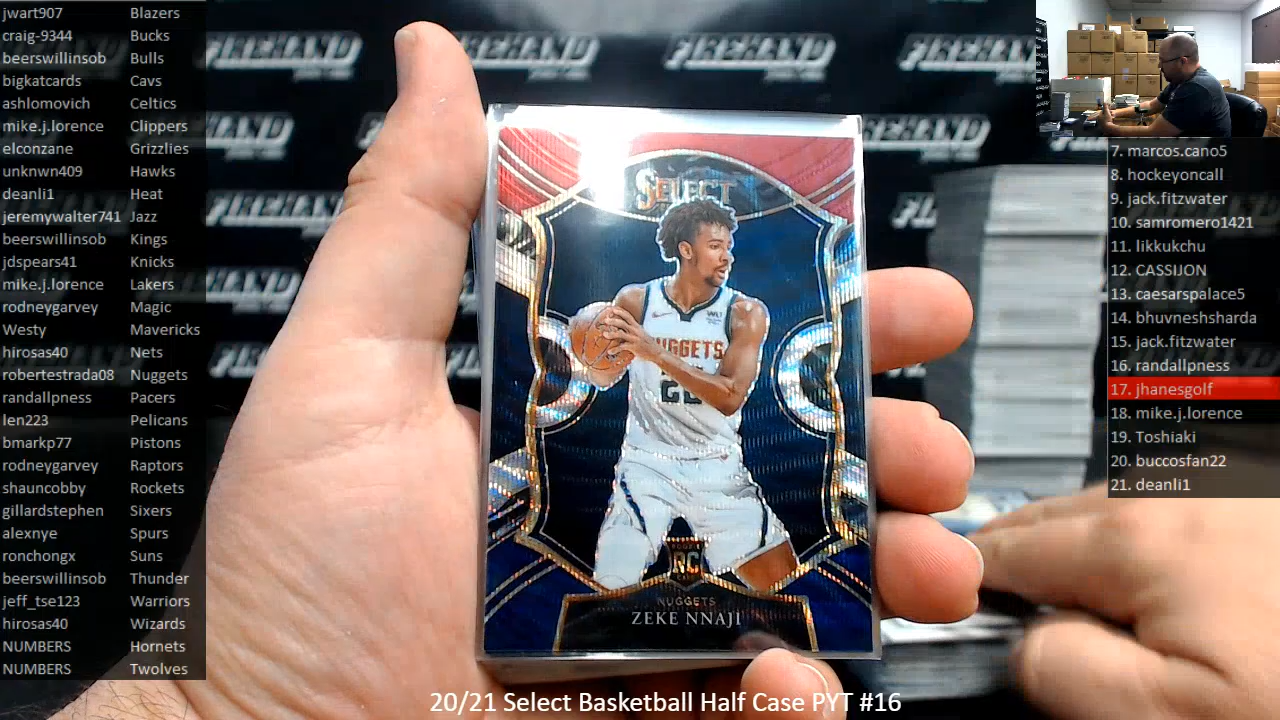 jwart907 Blazers
craig-9344 Bucks
beerswillinsob Bulls
bigkatcards Cavs
ashlomovich Celtics
mike.j.lorence Clippers
elconzane Grizzlies
unknwn409 Hawks
deanli1 Heat
jeremywalter741 Jazz
beerswillinsob Kings
jdspears41 Knicks
mike.j.lorence Lakers
rodneygarvey Magic
Westy Mavericks
hirosas40 Nets
robertestrada08 Nuggets
randallpness Pacers
len223 Pelicans
bmarkp77 Pistons
rodneygarvey Raptors
shauncobby Rockets
gillardstephen Sixers
alexnye Spurs
ronchongx Suns
beerswillinsob Thunder
jeff_tse123 Warriors
hirosas40 Wizards
NUMBERS Hornets
NUMBERS Twolves
FIREHAND
FIREHAND
FIREHAND
SELECT
NUGGETS
RC
NUGGETS
ZEKE NNAJI
7. marcos.cano5
8. hockeyoncall
9. jack.fitzwater
10. samromero1421
11. likkukchu
12. CASSIJON
13. caesarspalace5
14. bhuvneshsharda
15. jack.fitzwater
16. randallpness
17. jhanesgolf
18. mike.j.lorence
19. Toshiaki
20. buccosfan22
21. deanli1
20/21 Select Basketball Half Case PYT #16